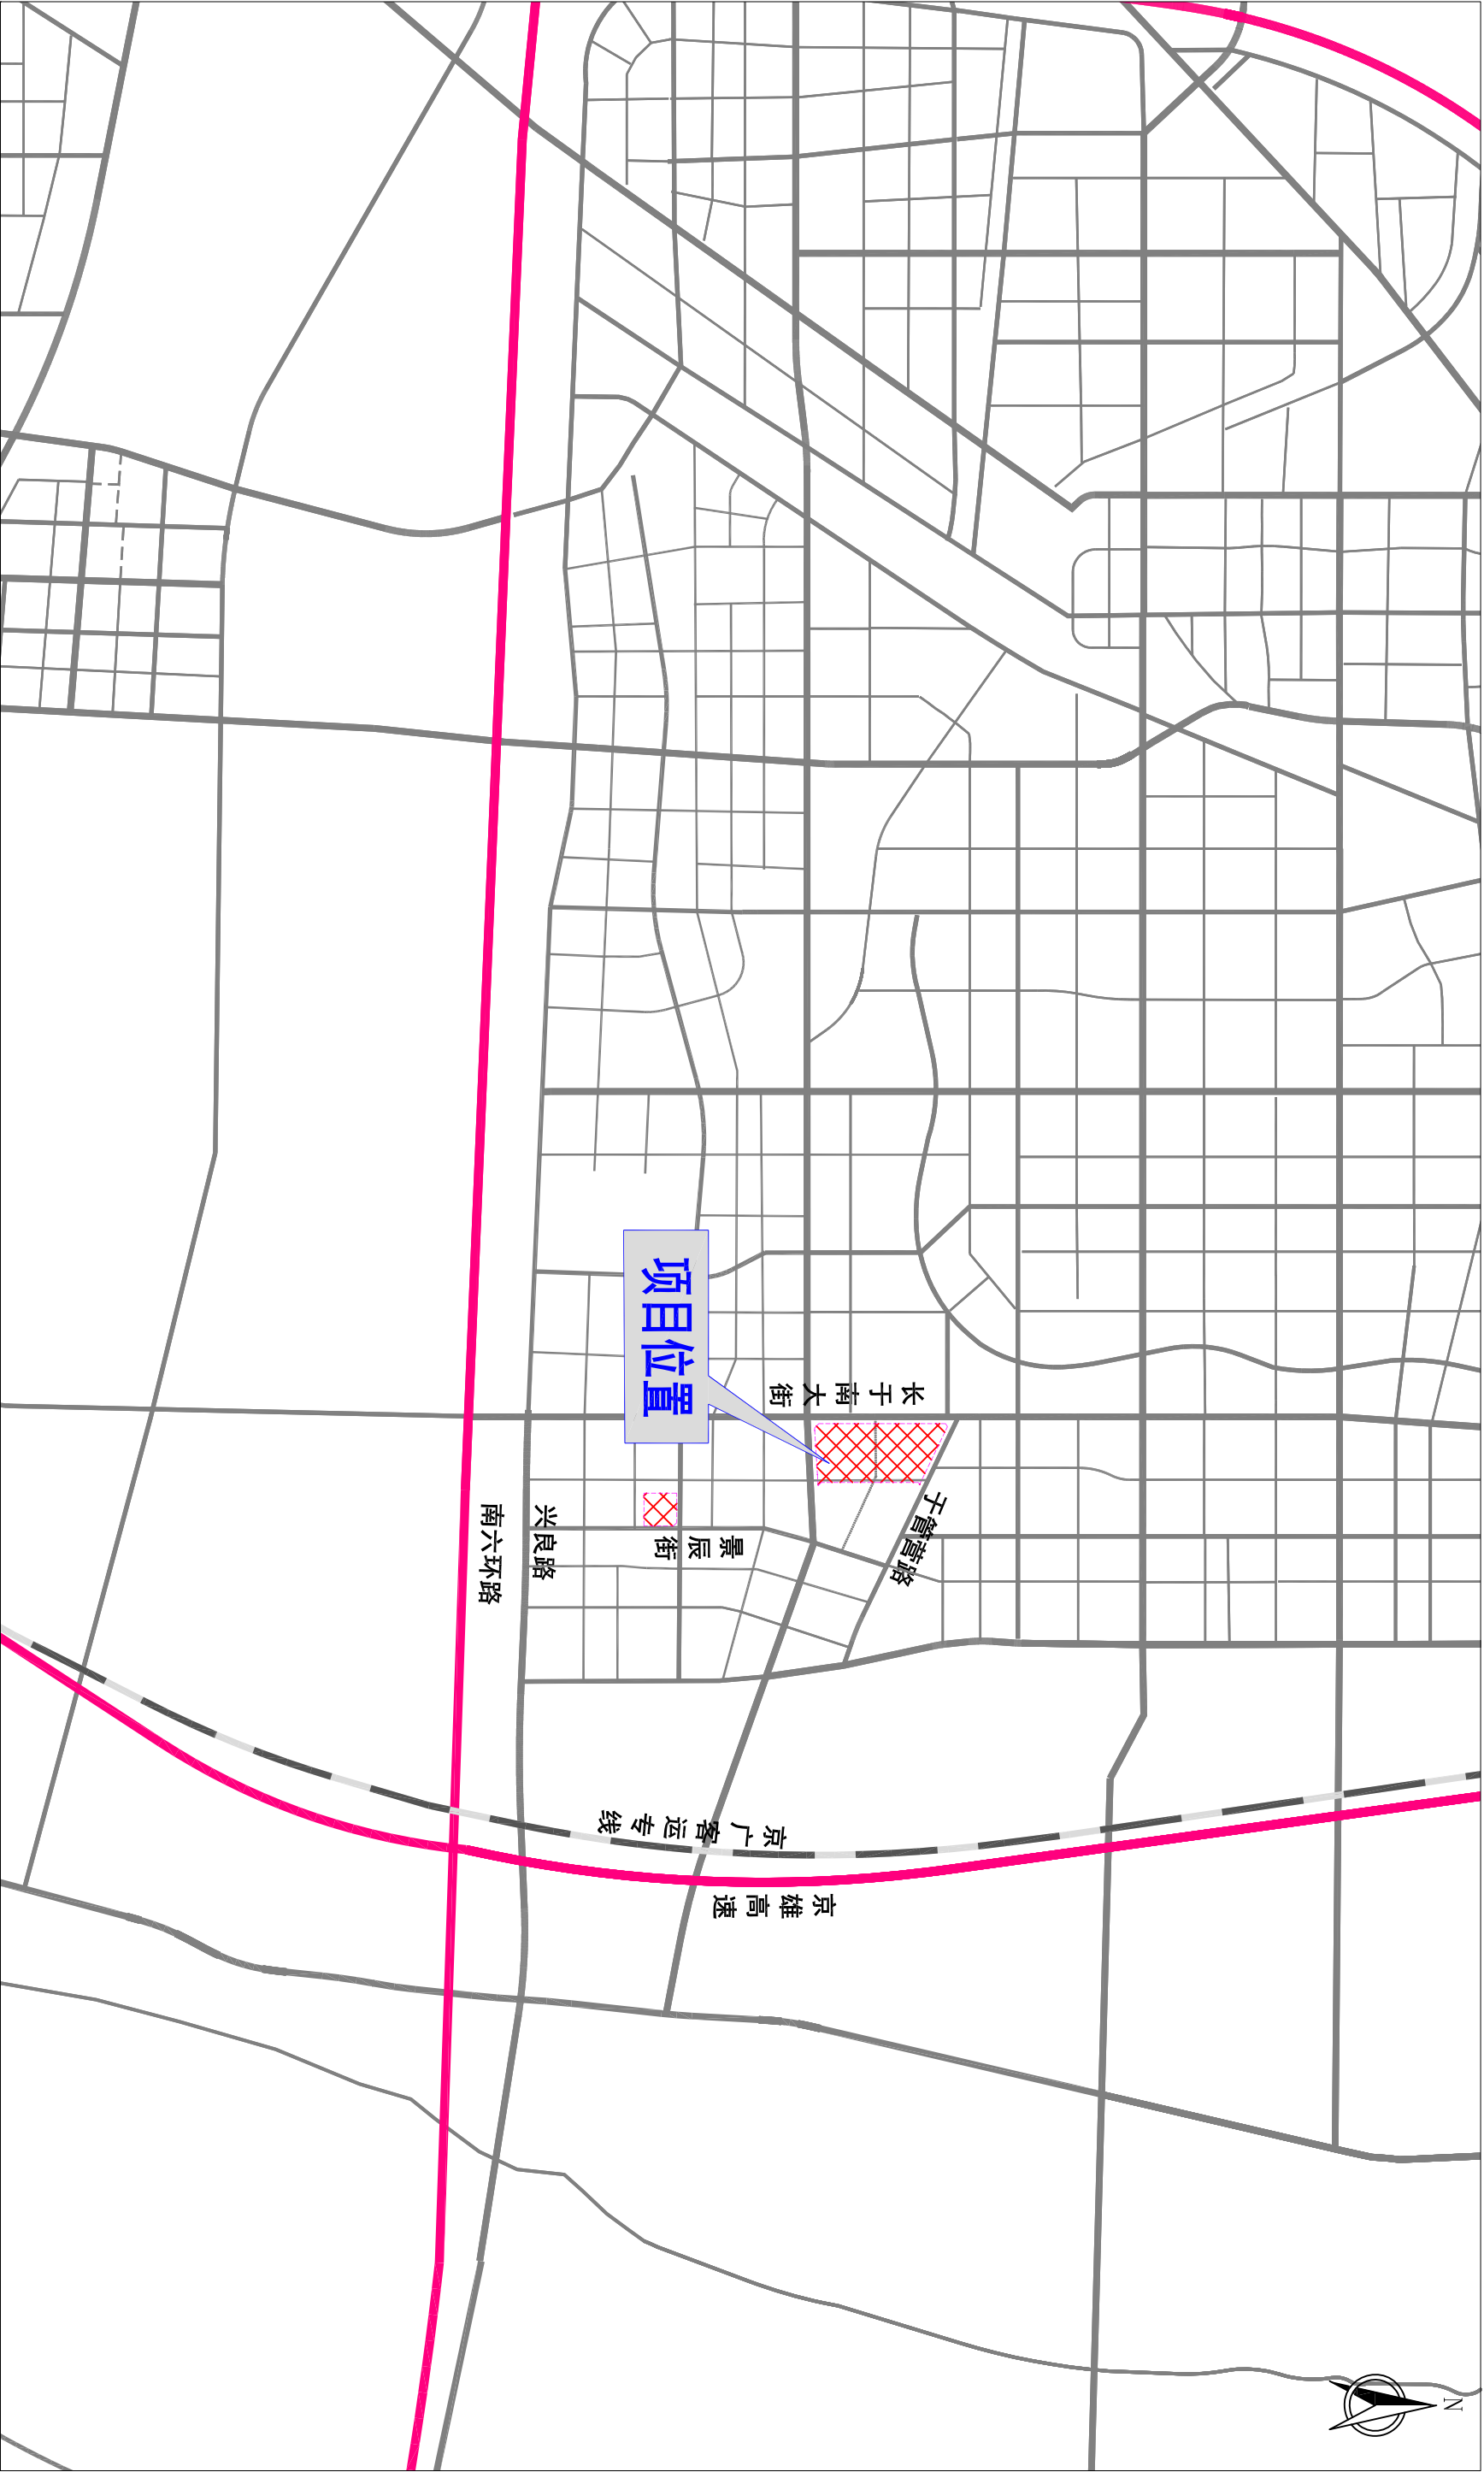 项目位置
长于南大街
于管营路
景辰街
兴良路
南六环路
京广客运专线
京雄高速
N